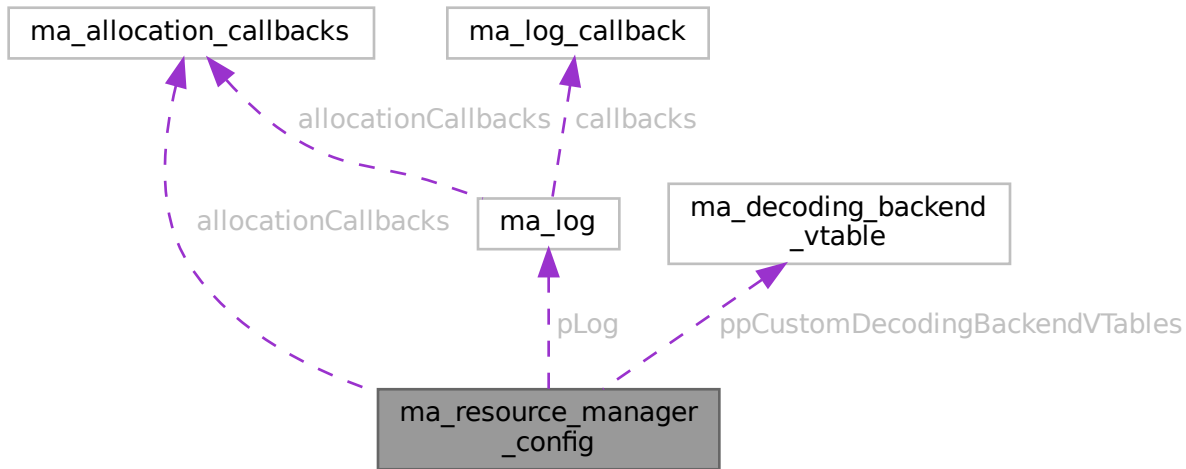 ma_allocation_callbacks
ma_log_callback
allocationCallbacks
callbacks
allocationCallbacks
ma_log
ma_decoding_backend
_vtable
pLog
ppCustomDecodingBackendVTables
ma_resource_manager
_config